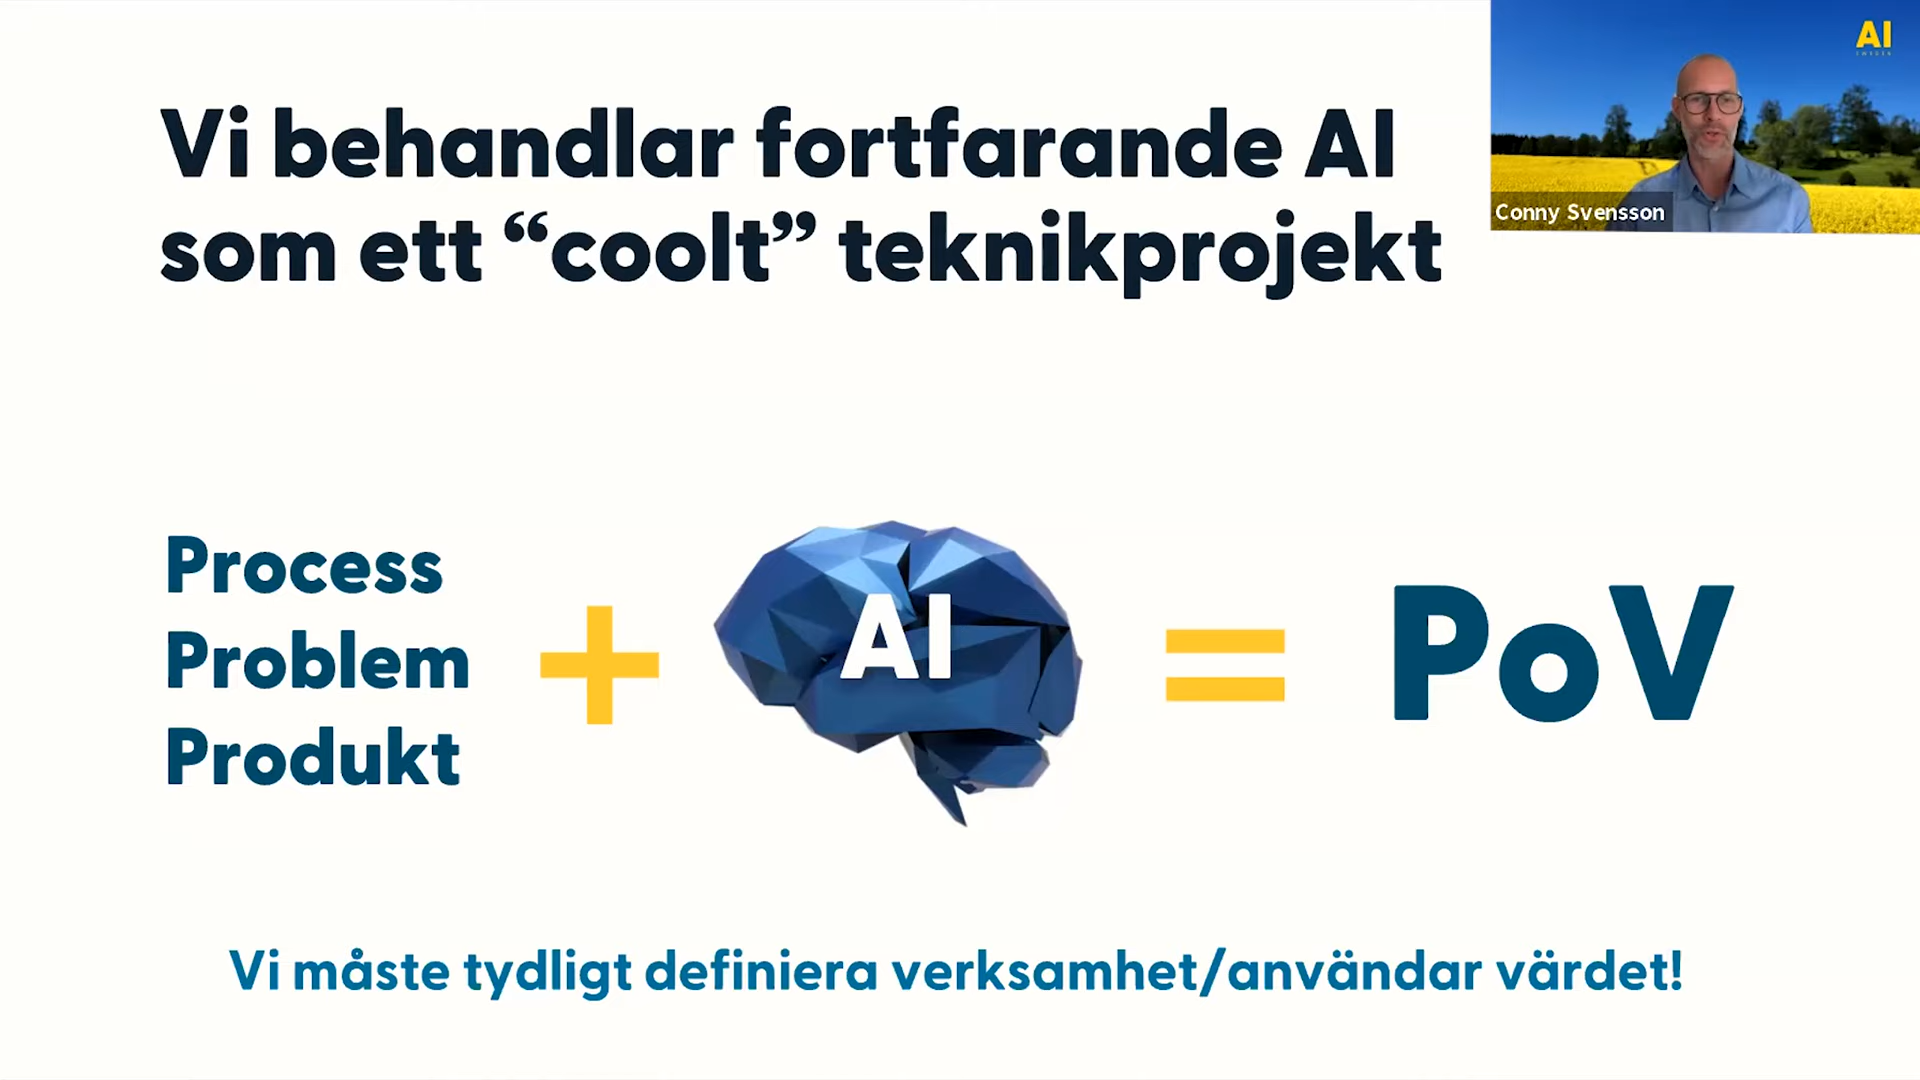 Vi behandlar fortfarande AI
som ett “coolt” teknikprojekt
AI
Conny Svensson
Process
Problem
Produkt
+
AI
=
PoV
Vi måste tydligt definiera verksamhet/användar värdet!